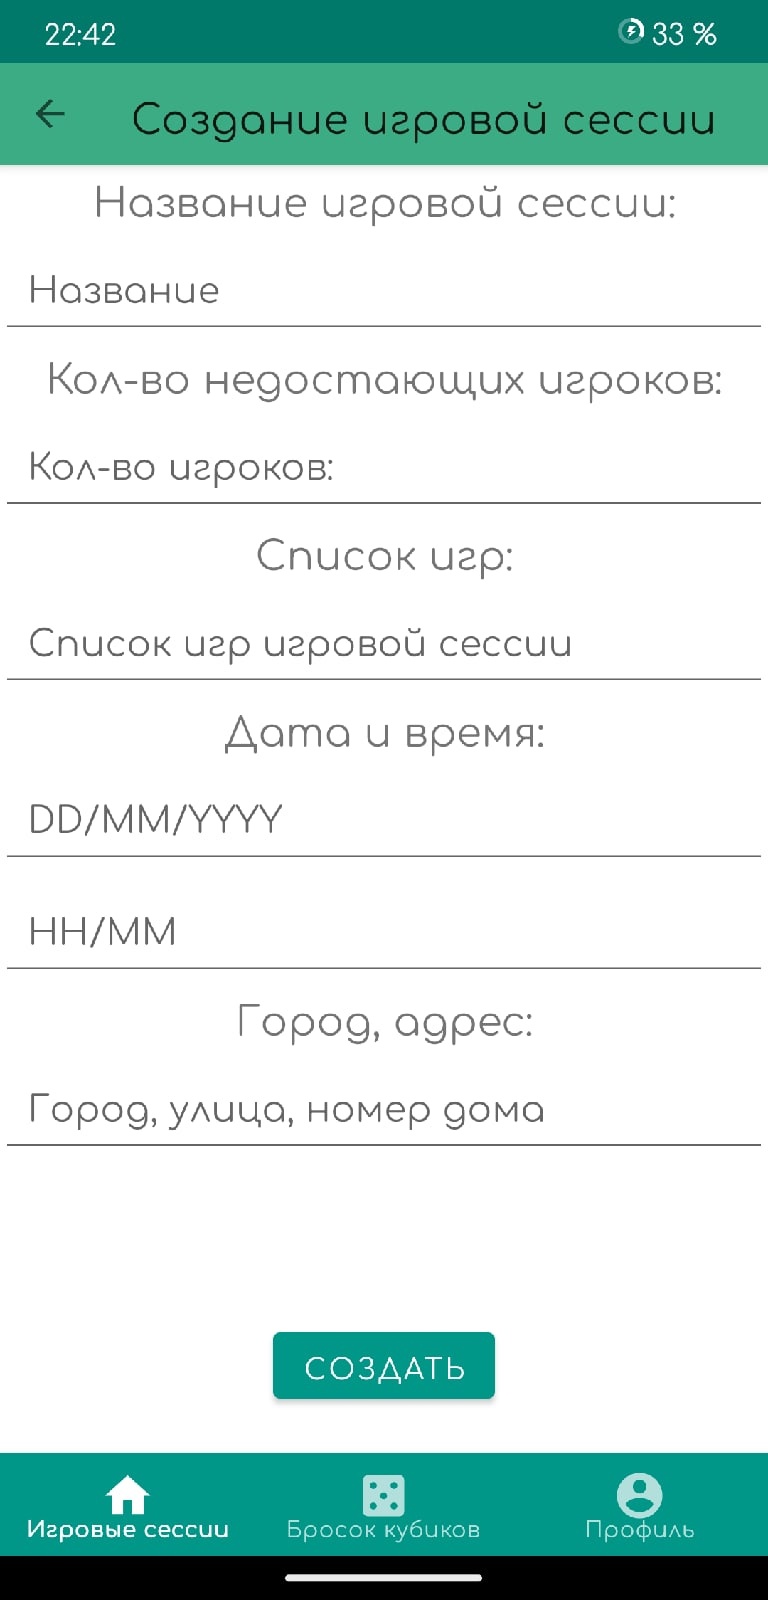 22:42
33 %
Создание игровой сессии
Название игровой сессии:
Название
Кол-во недостающих игроков:
Кол-во игроков:
Список игр:
Список игр игровой сессии
Дата и время:
DD/MM/YYYY
HH/MM
Город, адрес:
Город, улица, номер дома
СОЗДАТЬ
Игровые сессии
Бросок кубиков
Профиль